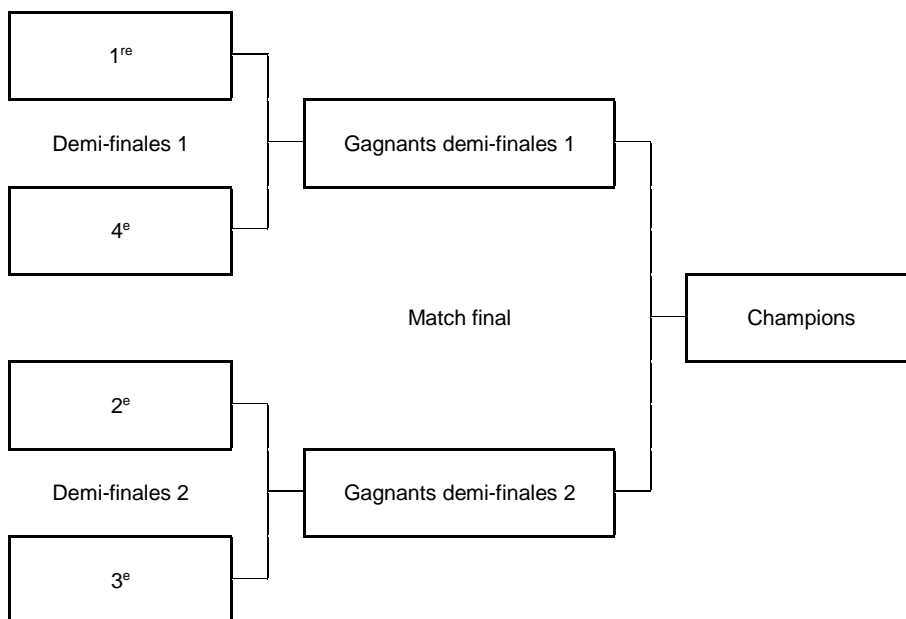 1re
Demi-finales 1
Gagnants demi-finales 1
4e
Match final
Champions
2e
Demi-finales 2
Gagnants demi-finales 2
3e